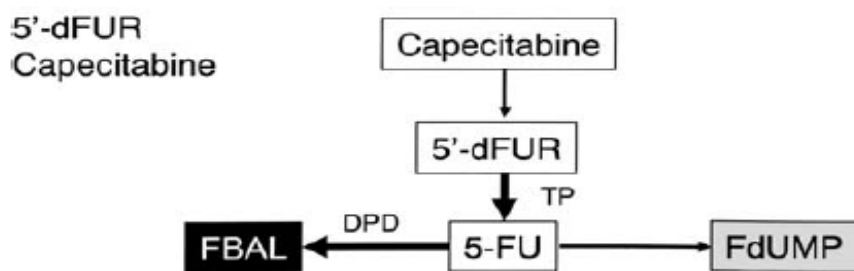 5'-dFUR
Capecitabine
Capecitabine
5'-dFUR
TP
DPD
FBAL
5-FU
FdUMP